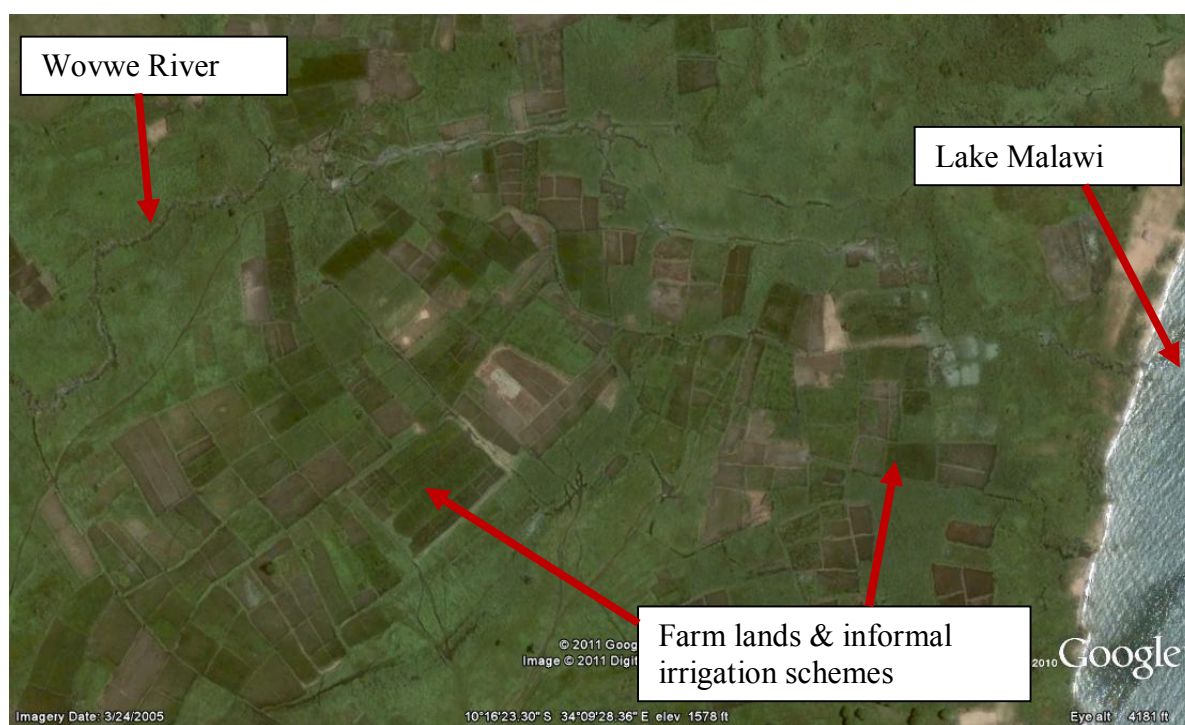 Wovwe River
Lake Malawi
Farm lands & informal
irrigation schemes
© 2011 Goog
Image © 2011 Digit
2010 Google
Imagery Date: 3/24/2005
10°16'23.30" S 34°09'28.36" E elev 1578 ft
Eye alt 4181 ft